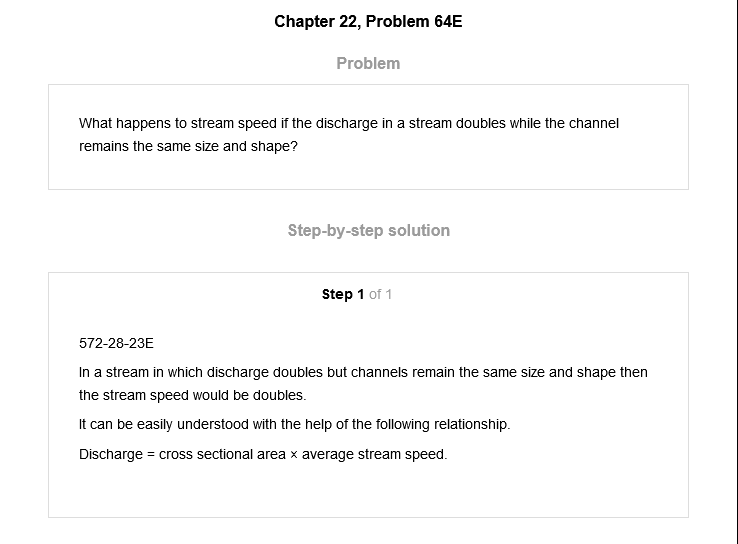 Chapter 22, Problem 64E
Problem
What happens to stream speed if the discharge in a stream doubles while the channel
remains the same size and shape?
Step-by-step solution
Step 1 of 1
572-28-23E
In a stream in which discharge doubles but channels remain the same size and shape then
the stream speed would be doubles.
It can be easily understood with the help of the following relationship.
Discharge = cross sectional area × average stream speed.